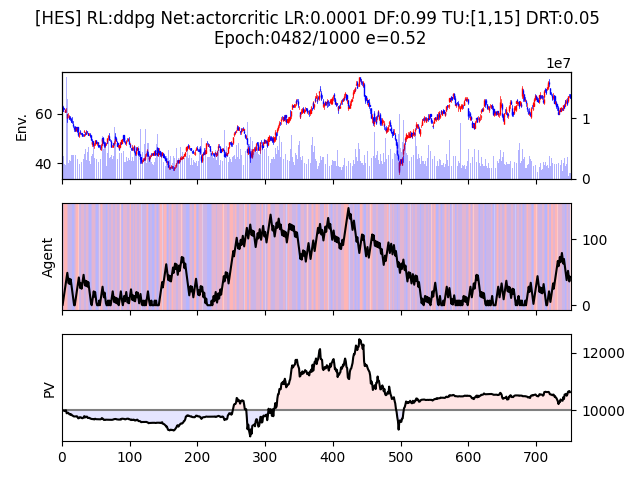 [HES] RL:ddpg Net:actorcritic LR:0.0001 DF:0.99 TU:[1,15] DRT:0.05
Epoch:0482/1000 e=0.52
1e7
Env.
60
40
1
0
Agent
100
0
PV
12000
10000
0 100 200 300 400 500 600 700